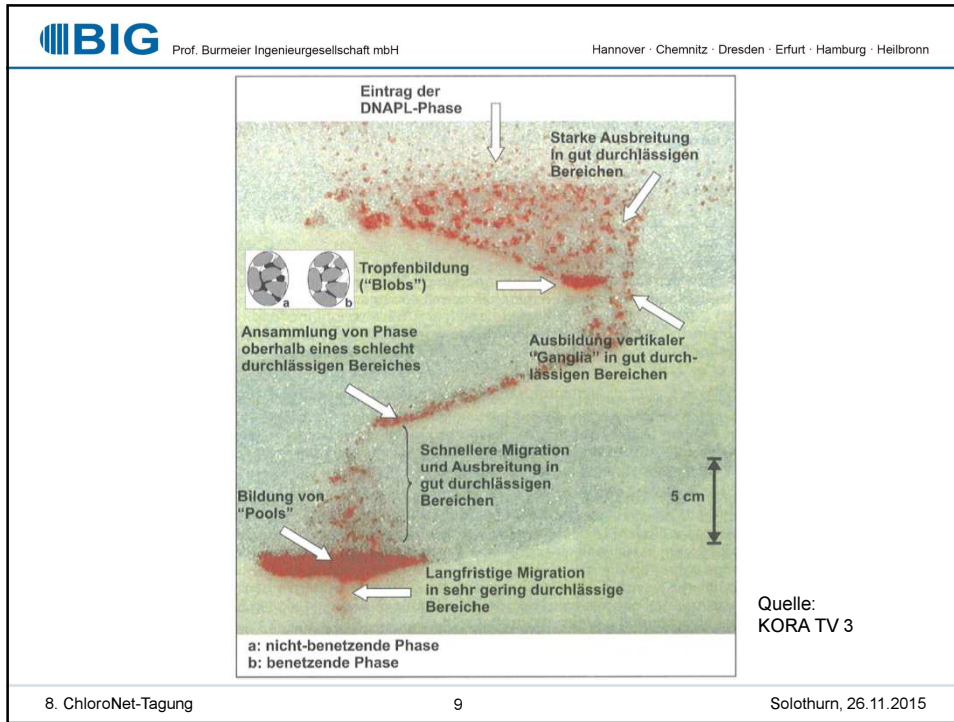 BIG
Prof. Burmeier Ingenieurgesellschaft mbH
Hannover · Chemnitz · Dresden · Erfurt · Hamburg · Heilbronn
Eintrag der
DNAPL-Phase
Starke Ausbreitung
in gut durchlässigen
Bereichen
a
b
Tropfenbildung
("Blobs")
Ansammlung von Phase
oberhalb eines schlecht
durchlässigen Bereiches
Ausbildung vertikaler
"Ganglia" in gut durch-
lässigen Bereichen
Schnellere Migration
und Ausbreitung in
gut durchlässigen
Bereichen
5 cm
Bildung von
"Pools"
Langfristige Migration
in sehr gering durchlässige
Bereiche
a: nicht-benetzende Phase
b: benetzende Phase
Quelle:
KORA TV 3
8. ChloroNet-Tagung
9
Solothurn, 26.11.2015